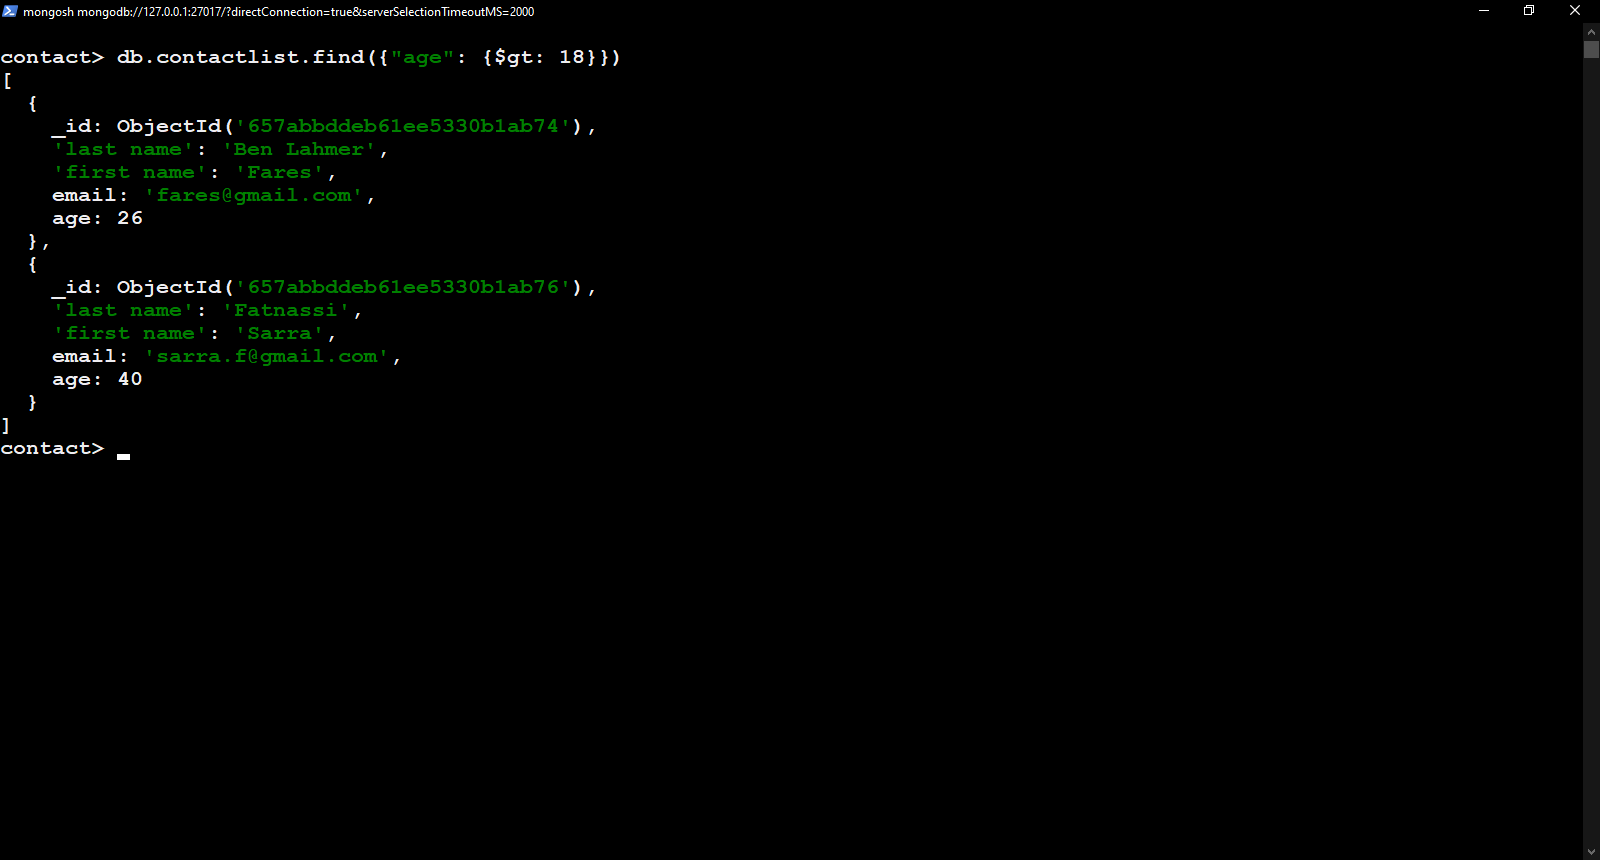 mongosh mongodb://127.0.0.1:27017/?directConnection=true&serverSelectionTimeoutMS=2000
contact> db.contactlist.find({"age": {$gt: 18}})
[
  {
    _id: ObjectId('657abbddeb61ee5330b1ab74'),
    'last name': 'Ben Lahmer',
    'first name': 'Fares',
    email: 'fares@gmail.com',
    age: 26
  },
  {
    _id: ObjectId('657abbddeb61ee5330b1ab76'),
    'last name': 'Fatnassi',
    'first name': 'Sarra',
    email: 'sarra.f@gmail.com',
    age: 40
  }
]
contact>